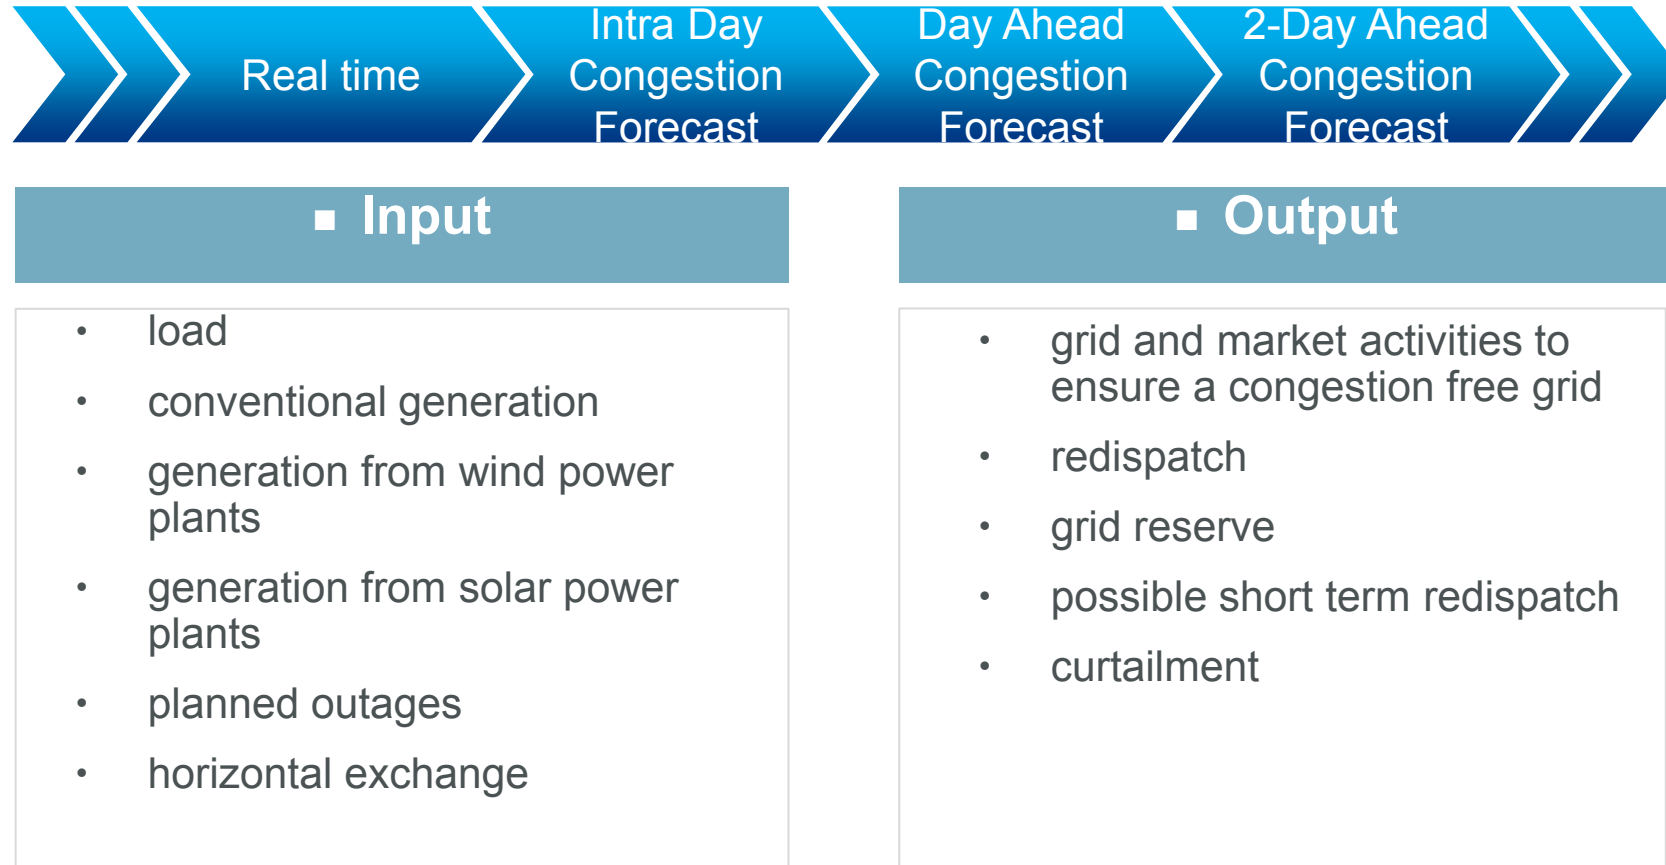 Real time
Intra Day
Congestion
Forecast
Day Ahead
Congestion
Forecast
2-Day Ahead
Congestion
Forecast
▪ Input
• load
• conventional generation
• generation from wind power
plants
• generation from solar power
plants
• planned outages
• horizontal exchange
▪ Output
• grid and market activities to
ensure a congestion free grid
• redispatch
• grid reserve
• possible short term redispatch
• curtailment